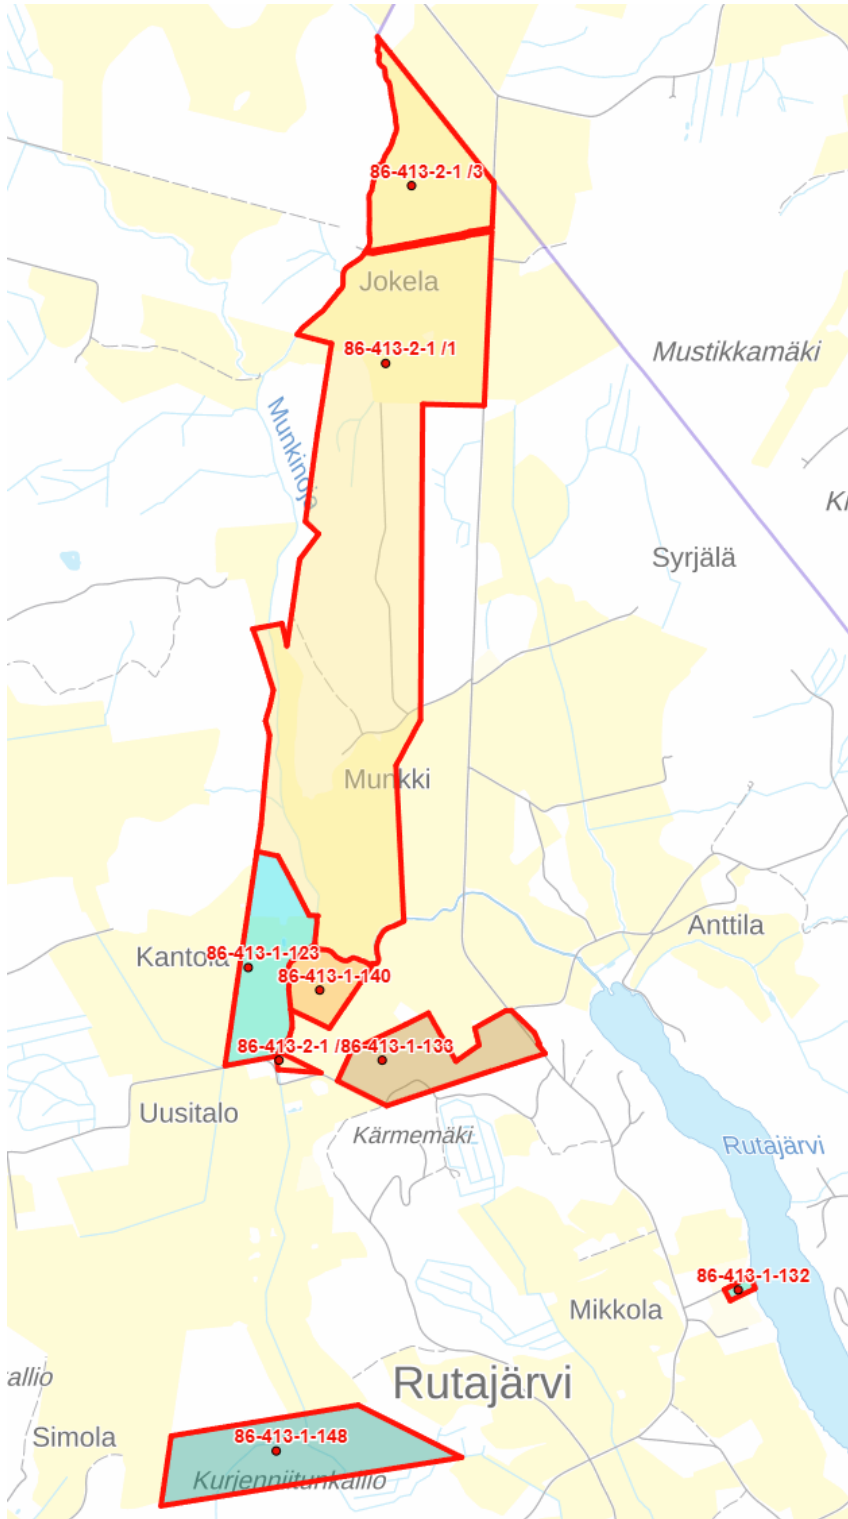 86-413-2-1 /3
Jokela
86-413-2-1 /1
Mustikkamäki
Munkinoja
Ki
Syrjälä
Munkki
Anttila
Kantola
86-413-1-123
86-413-1-140
86-413-2-1 /
86-413-1-133
Uusitalo
Kärmemäki
Rutajärvi
86-413-1-132
Mikkola
Rutajärvi
allio
Simola
86-413-1-148
Kurjenniitunkallio